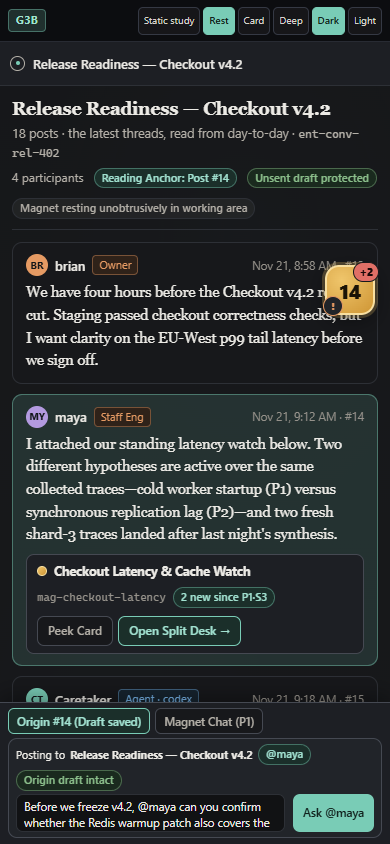 G3B
Static study
Rest
Card
Deep
Dark
Light
Release Readiness — Checkout v4.2
Release Readiness — Checkout v4.2
18 posts · the latest threads, read from day-to-day · ent-conv-
rel-402
4 participants
Reading Anchor: Post #14
Unsent draft protected
Magnet resting unobtrusively in working area
BR
brian
Owner
Nov 21, 8:58 AM
+2
14
!
We have four hours before the Checkout v4.2
cut. Staging passed checkout correctness checks, but
I want clarity on the EU-West p99 tail latency before
we sign off.
MY
maya
Staff Eng
Nov 21, 9:12 AM · #14
I attached our standing latency watch below. Two
different hypotheses are active over the same
collected traces—cold worker startup (P1) versus
synchronous replication lag (P2)—and two fresh
shard-3 traces landed after last night's synthesis.
Checkout Latency & Cache Watch
mag-checkout-latency
2 new since P1·S3
Peek Card
Open Split Desk →
Caretaker
Agent · codex
Nov 21, 9:18 AM · #15
Origin #14 (Draft saved)
Magnet Chat (P1)
Posting to Release Readiness — Checkout v4.2
@maya
Origin draft intact
Before we freeze v4.2, @maya can you confirm
whether the Redis warmup patch also covers the
Ask @maya